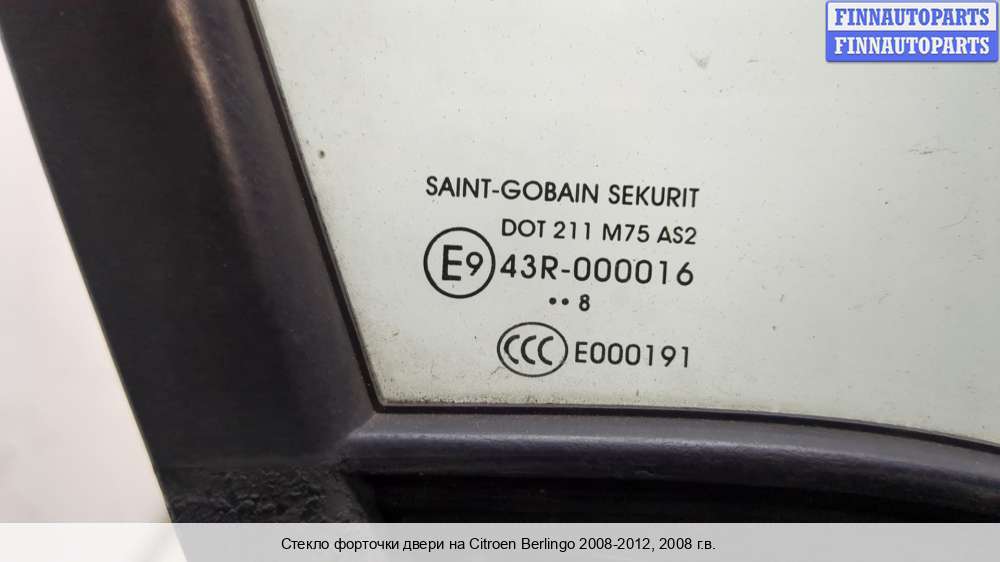 FINNAUTOPARTS
FINNAUTOPARTS
SAINT-GOBAIN SEKURIT
DOT 211 M75 AS2
E9 43R-000016
•• 8
CCC E000191
Стекло форточки двери на Citroen Berlingo 2008-2012, 2008 г.в.